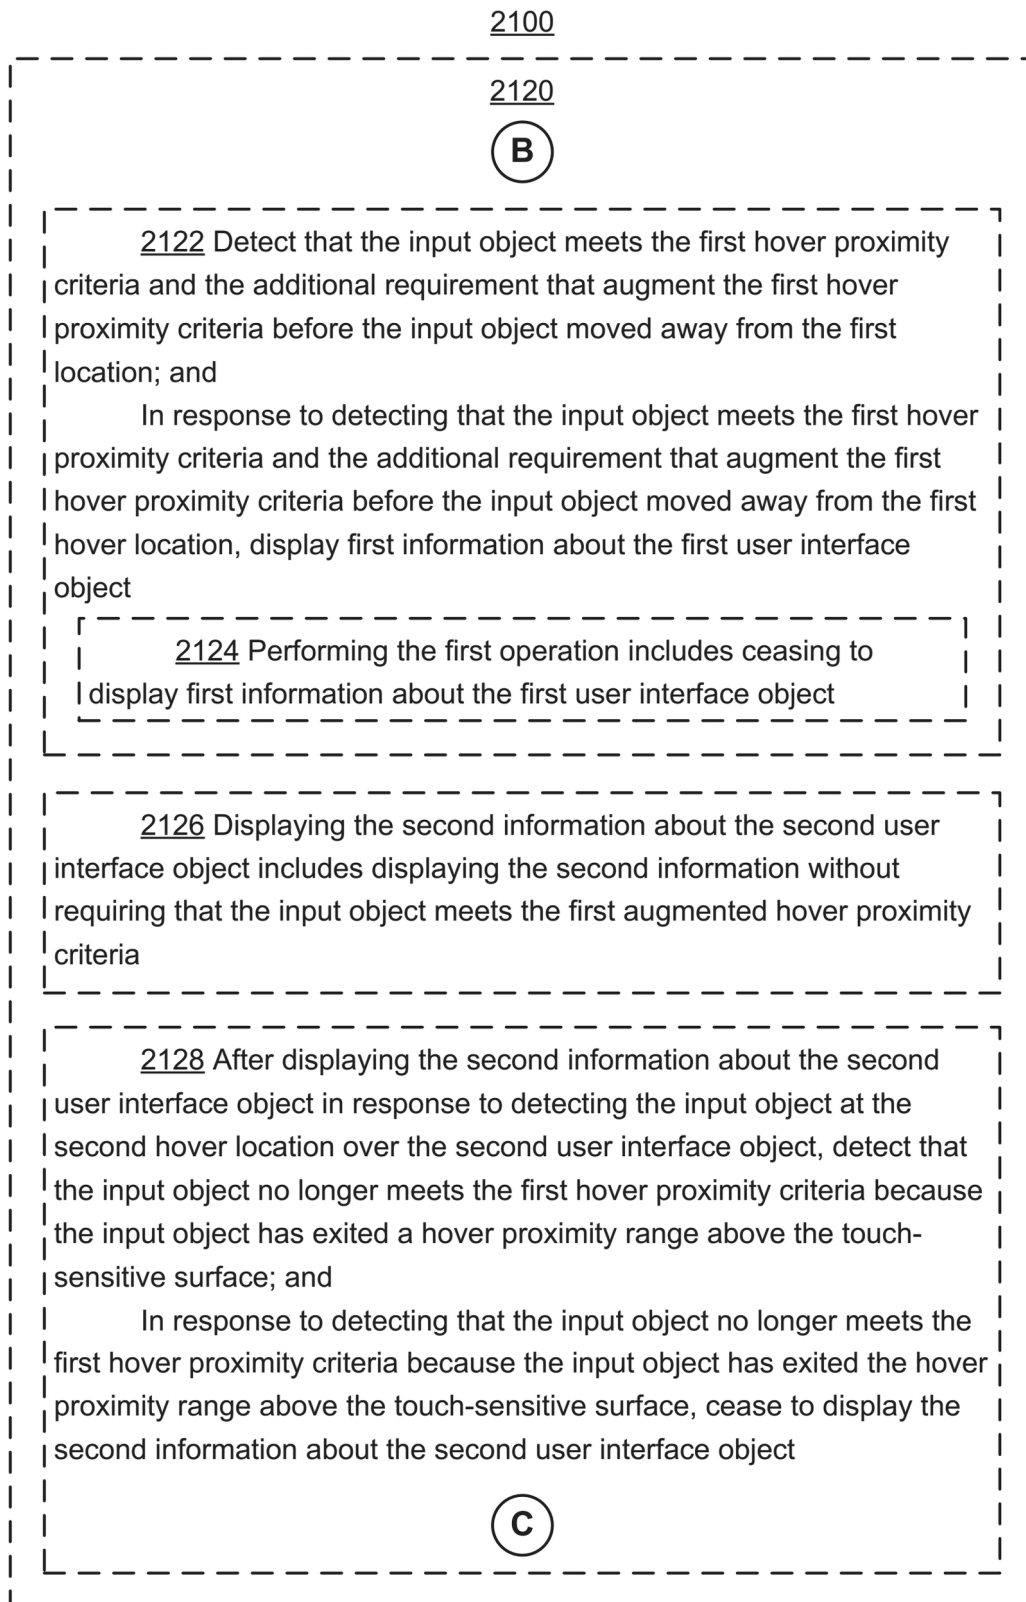 2100
2120
B
2122 Detect that the input object meets the first hover proximity
criteria and the additional requirement that augment the first hover
proximity criteria before the input object moved away from the first
location; and
In response to detecting that the input object meets the first hover
proximity criteria and the additional requirement that augment the first
hover proximity criteria before the input object moved away from the first
hover location, display first information about the first user interface
object
2124 Performing the first operation includes ceasing to
display first information about the first user interface object
2126 Displaying the second information about the second user
interface object includes displaying the second information without
requiring that the input object meets the first augmented hover proximity
criteria
2128 After displaying the second information about the second
user interface object in response to detecting the input object at the
second hover location over the second user interface object, detect that
the input object no longer meets the first hover proximity criteria because
the input object has exited a hover proximity range above the touch-
sensitive surface; and
In response to detecting that the input object no longer meets the
first hover proximity criteria because the input object has exited the hover
proximity range above the touch-sensitive surface, cease to display the
second information about the second user interface object
C